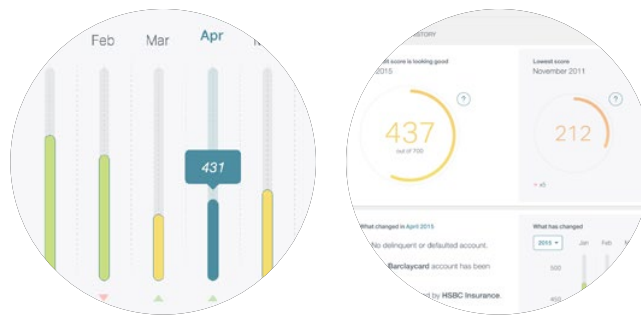 Feb
Mar
Apr
431
score is looking good
2015
437
out of 700
Lowest score
November 2011
212
What changed in April 2015
No delinquent or defaulted account.
Barclaycard account has been
by HSBC Insurance.
What has changed
2015
Jan
Feb
500
450